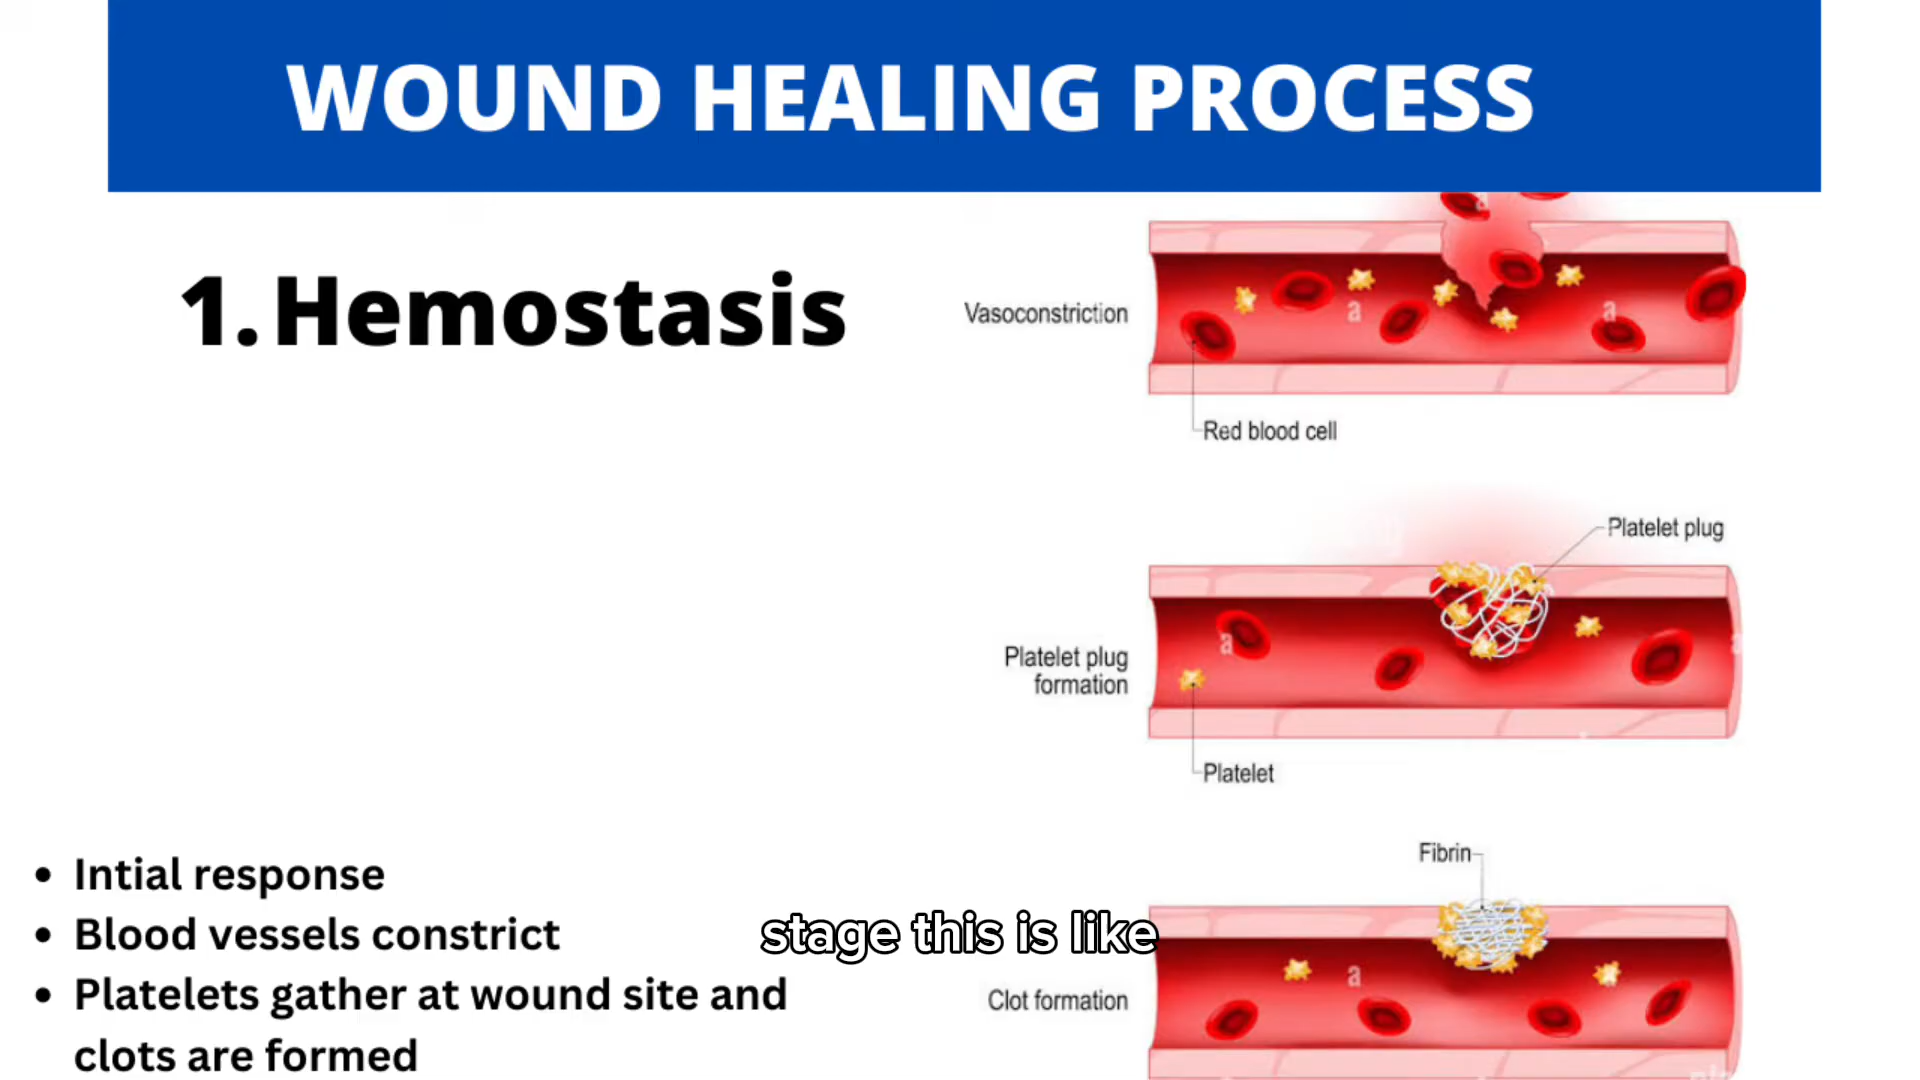 WOUND HEALING PROCESS
1. Hemostasis
Vasoconstriction
Red blood cell
Platelet plug
Platelet plug
formation
Platelet
Fibrin
Clot formation
• Intial response
• Blood vessels constrict
• Platelets gather at wound site and
clots are formed
stage this is like